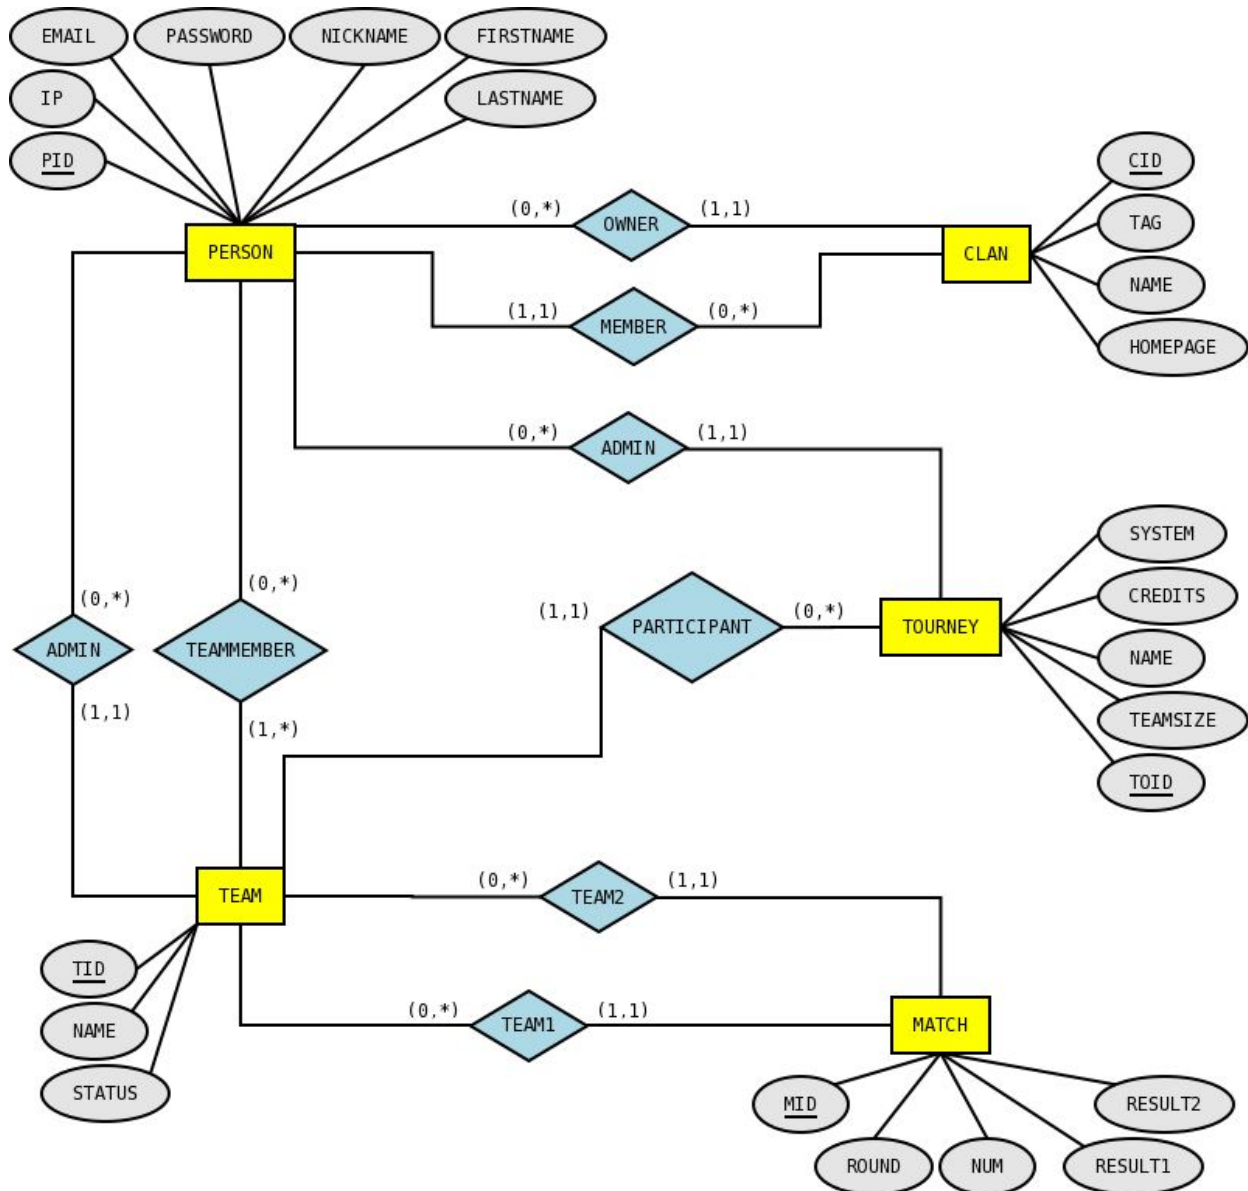 EMAIL PASSWORD NICKNAME FIRSTNAME
IP LASTNAME
PID CID
(0,*) OWNER (1,1) TAG
PERSON CLAN
NAME
(1,1) MEMBER (0,*) HOMEPAGE
(0,*) ADMIN (1,1)
SYSTEM
(0,*) (0,*) CREDITS
(1,1) PARTICIPANT (0,*) TOURNEY
ADMIN TEAMMEMBER NAME
(1,1) (1,*) TEAMSIZE
TOID
TEAM (0,*) TEAM2 (1,1)
TID
NAME (0,*) TEAM1 (1,1) MATCH
STATUS MID RESULT2
ROUND NUM RESULT1